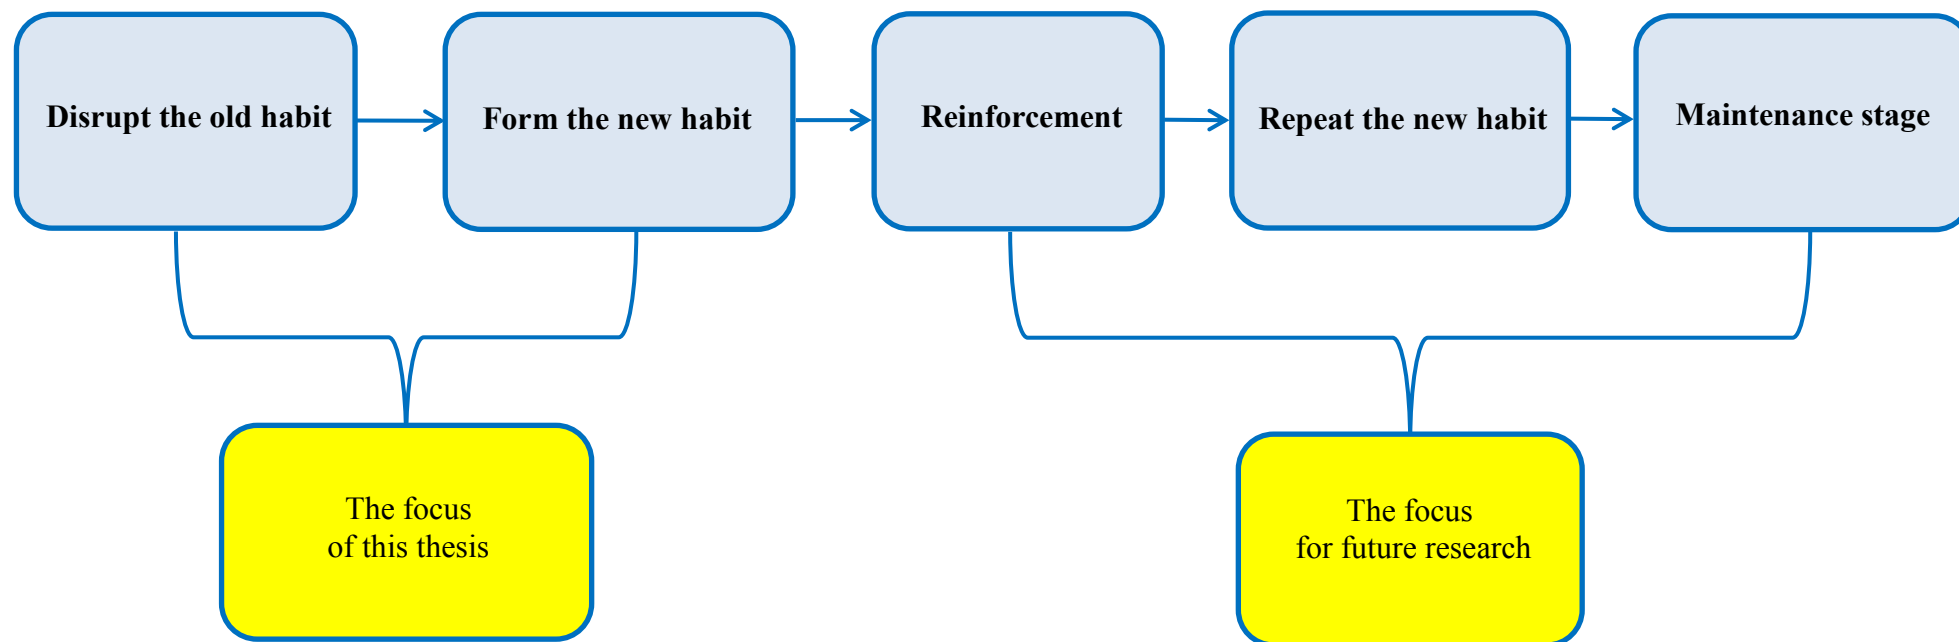 Disrupt the old habit
Form the new habit
Reinforcement
Repeat the new habit
Maintenance stage
The focus
of this thesis
The focus
for future research